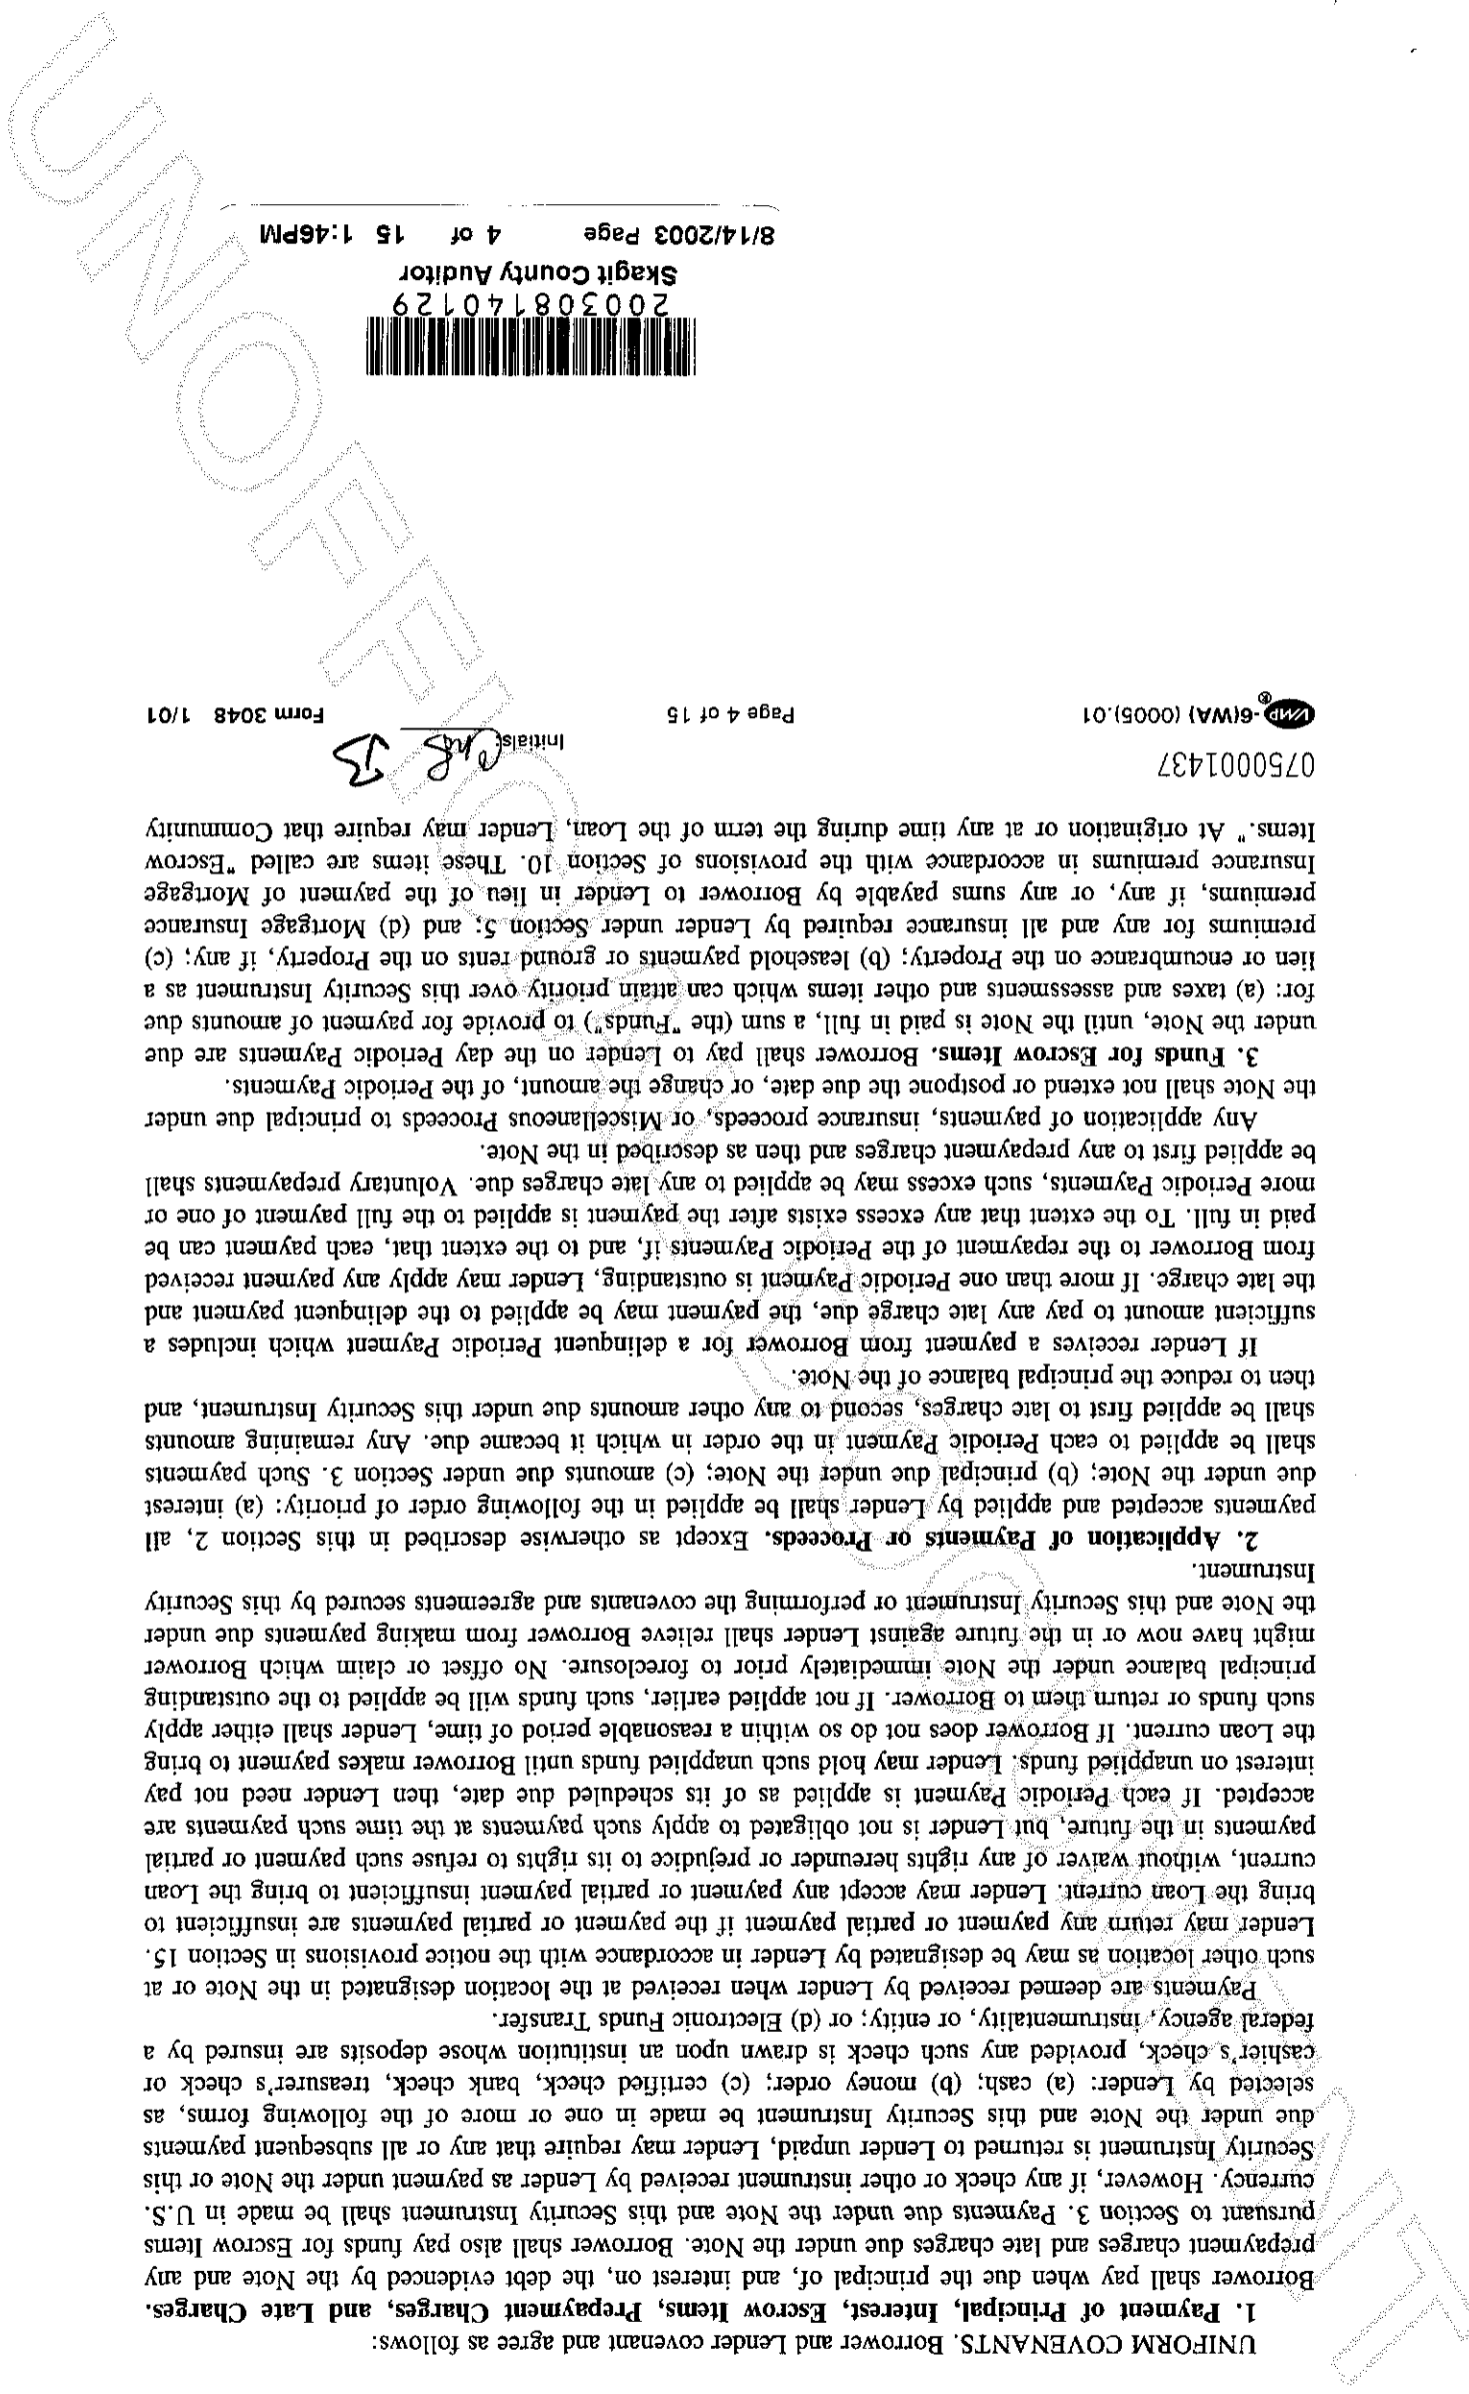 UNIFORM COVENANTS. Borrower and Lender covenant and agree as follows:
1. Payment of Principal, Interest, Escrow Items, Prepayment Charges, and Late Charges.
Borrower shall pay when due the principal of, and interest on, the debt evidenced by the Note and any
prepayment charges and late charges due under the Note. Borrower shall also pay funds for Escrow Items
pursuant to Section 3. Payments due under the Note and this Security Instrument shall be made in U.S.
currency. However, if any check or other instrument received by Lender as payment under the Note or this
Security Instrument is returned to Lender unpaid, Lender may require that any or all subsequent payments
due under the Note and this Security Instrument be made in one or more of the following forms, as
selected by Lender: (a) cash; (b) money order; (c) certified check, bank check, treasurer's check or
cashier's check, provided any such check is drawn upon an institution whose deposits are insured by a
federal agency, instrumentality, or entity; or (d) Electronic Funds Transfer.
Payments are deemed received by Lender when received at the location designated in the Note or at
such other location as may be designated by Lender in accordance with the notice provisions in Section 15.
Lender may return any payment or partial payment if the payment or partial payments are insufficient to
bring the Loan current. Lender may accept any payment or partial payment insufficient to bring the Loan
current, without waiver of any rights hereunder or prejudice to its rights to refuse such payment or partial
payments in the future, but Lender is not obligated to apply such payments at the time such payments are
accepted. If each Periodic Payment is applied as of its scheduled due date, then Lender need not pay
interest on unapplied funds. Lender may hold such unapplied funds until Borrower makes payment to bring
the Loan current. If Borrower does not do so within a reasonable period of time, Lender shall either apply
such funds or return them to Borrower. If not applied earlier, such funds will be applied to the outstanding
principal balance under the Note immediately prior to foreclosure. No offset or claim which Borrower
might have now or in the future against Lender shall relieve Borrower from making payments due under
the Note and this Security Instrument or performing the covenants and agreements secured by this Security
Instrument.
2. Application of Payments or Proceeds. Except as otherwise described in this Section 2, all
payments accepted and applied by Lender shall be applied in the following order of priority: (a) interest
due under the Note; (b) principal due under the Note; (c) amounts due under Section 3. Such payments
shall be applied to each Periodic Payment in the order in which it became due. Any remaining amounts
shall be applied first to late charges, second to any other amounts due under this Security Instrument, and
then to reduce the principal balance of the Note.
If Lender receives a payment from Borrower for a delinquent Periodic Payment which includes a
sufficient amount to pay any late charge due, the payment may be applied to the delinquent payment and
the late charge. If more than one Periodic Payment is outstanding, Lender may apply any payment received
from Borrower to the repayment of the Periodic Payments if, and to the extent that, each payment can be
paid in full. To the extent that any excess exists after the payment is applied to the full payment of one or
more Periodic Payments, such excess may be applied to any late charges due. Voluntary prepayments shall
be applied first to any prepayment charges and then as described in the Note.
Any application of payments, insurance proceeds, or Miscellaneous Proceeds to principal due under
the Note shall not extend or postpone the due date, or change the amount, of the Periodic Payments.
3. Funds for Escrow Items. Borrower shall pay to Lender on the day Periodic Payments are due
under the Note, until the Note is paid in full, a sum (the "Funds") to provide for payment of amounts due
for: (a) taxes and assessments and other items which can attain priority over this Security Instrument as a
lien or encumbrance on the Property; (b) leasehold payments or ground rents on the Property, if any; (c)
premiums for any and all insurance required by Lender under Section 5; and (d) Mortgage Insurance
premiums, if any, or any sums payable by Borrower to Lender in lieu of the payment of Mortgage
Insurance premiums in accordance with the provisions of Section 10. These items are called "Escrow
Items." At origination or at any time during the term of the Loan, Lender may require that Community
0750001437
Initials:
VMP®-6(WA) (0005).01 Page 4 of 15 Form 3048 1/01
200308140129
Skagit County Auditor
8/14/2003 Page 4 of 15 1:46PM
UNOFFICIAL DOCUMENT